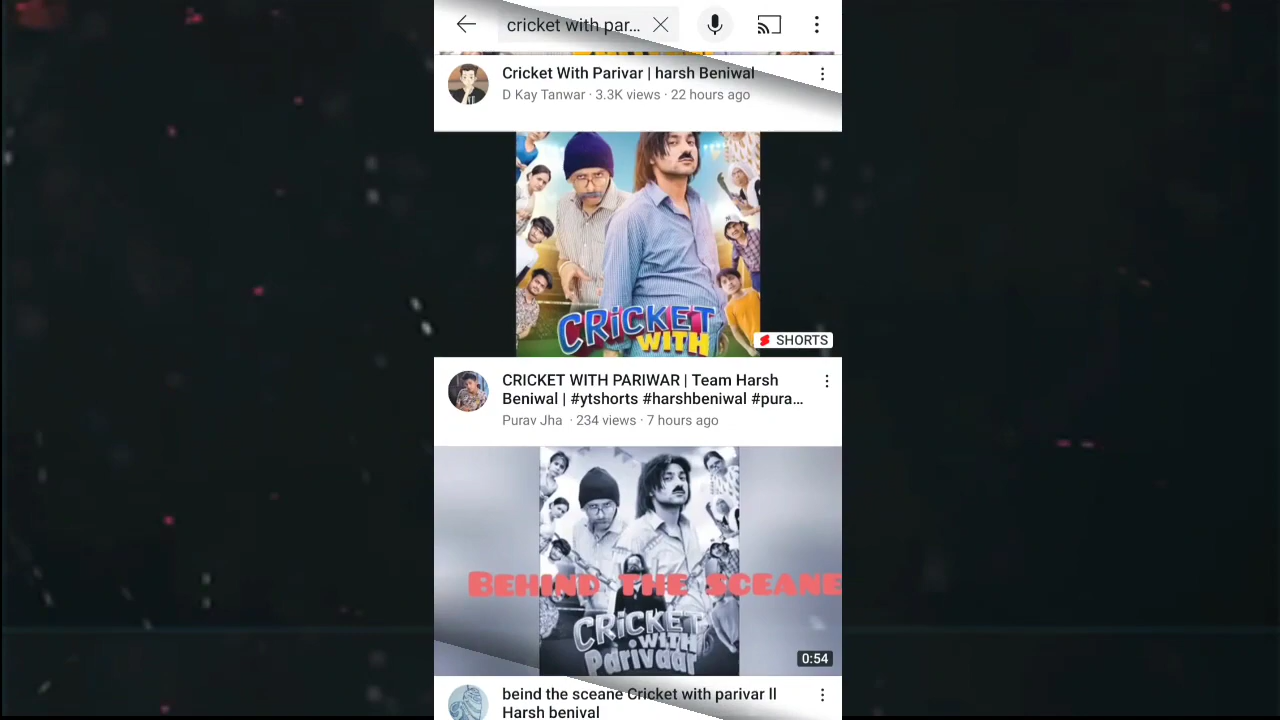 cricket with par...
Cricket With Parivar | harsh Beniwal
D Kay Tanwar · 3.3K views · 22 hours ago
CRICKET
WITH
SHORTS
CRICKET WITH PARIWAR | Team Harsh
Beniwal | #ytshorts #harshbeniwal #pura...
Purav Jha · 234 views · 7 hours ago
BEHIND THE SCEANE
CRICKET
WITH
Parivaar
0:54
beind the sceane Cricket with parivar ll
Harsh benival